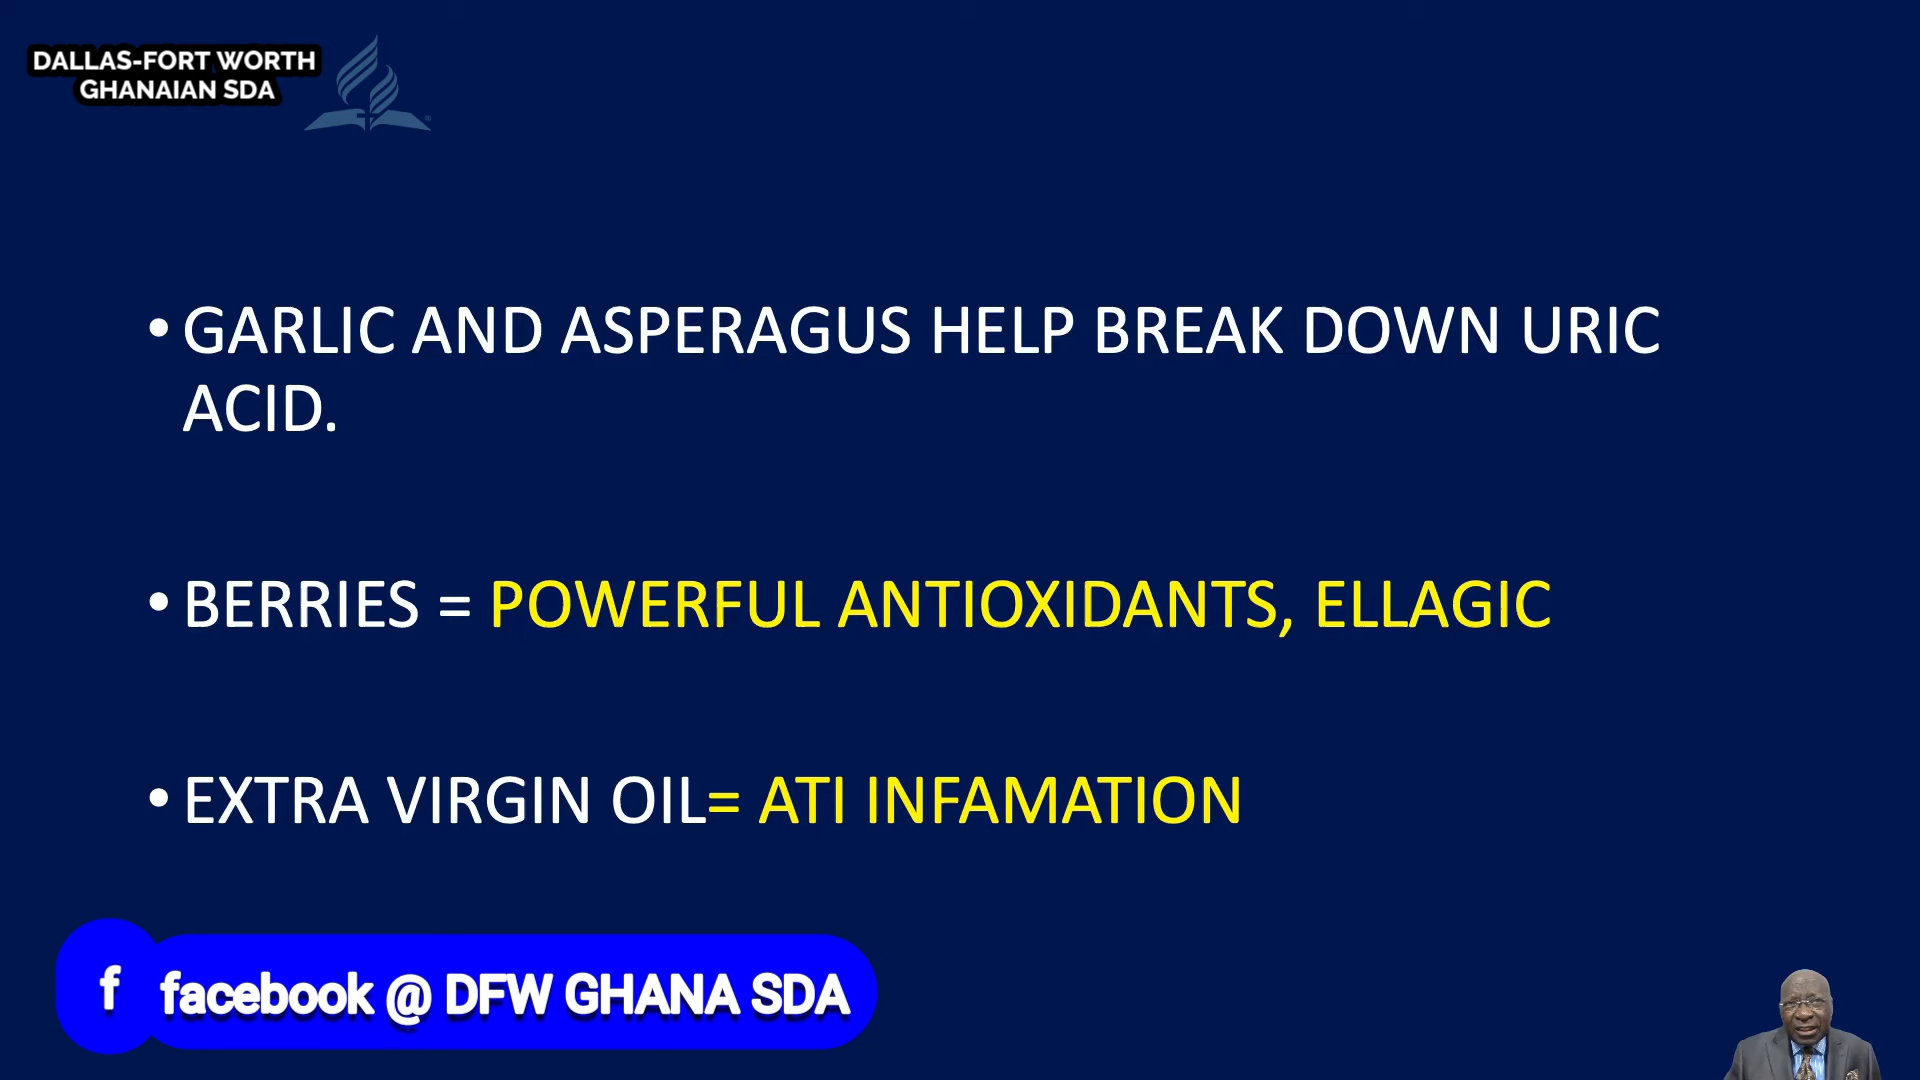 DALLAS-FORT WORTH
GHANAIAN SDA
• GARLIC AND ASPERAGUS HELP BREAK DOWN URIC
ACID.
• BERRIES = POWERFUL ANTIOXIDANTS, ELLAGIC
• EXTRA VIRGIN OIL= ATI INFAMATION
f facebook @ DFW GHANA SDA